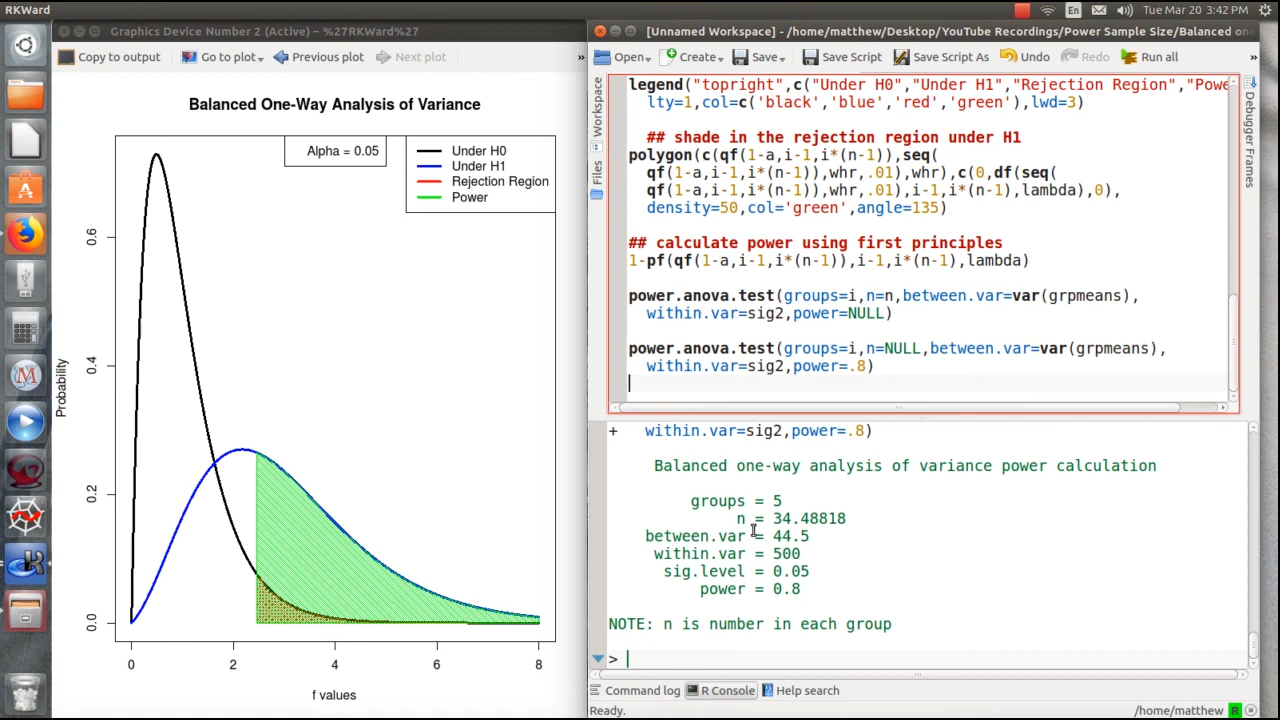 RKWard
En
Tue Mar 20 3:42 PM
Graphics Device Number 2 (Active) – %27RKWard%27
Copy to output
Go to plot
Previous plot
Next plot
»
Balanced One-Way Analysis of Variance
Alpha = 0.05
Under H0
Under H1
Rejection Region
Power
Probability
0.0
0.2
0.4
0.6
0
2
4
6
8
f values
[Unnamed Workspace] - /home/matthew/Desktop/YouTube Recordings/Power Sample Size/Balanced on
Open
Create
Save
Save Script
Save Script As
Undo
Redo
Run all
»
Workspace
Files
Debugger Frames
legend("topright",c("Under H0","Under H1","Rejection Region","Powe
lty=1,col=c('black','blue','red','green'),lwd=3)
## shade in the rejection region under H1
polygon(c(qf(1-a,i-1,i*(n-1)),seq(
qf(1-a,i-1,i*(n-1)),whr,.01),whr),c(0,df(seq(
qf(1-a,i-1,i*(n-1)),whr,.01),i-1,i*(n-1),lambda),0),
density=50,col='green',angle=135)
## calculate power using first principles
1-pf(qf(1-a,i-1,i*(n-1)),i-1,i*(n-1),lambda)
power.anova.test(groups=i,n=n,between.var=var(grpmeans),
within.var=sig2,power=NULL)
power.anova.test(groups=i,n=NULL,between.var=var(grpmeans),
within.var=sig2,power=.8)
+ within.var=sig2,power=.8)
Balanced one-way analysis of variance power calculation
groups = 5
n = 34.48818
between.var = 44.5
within.var = 500
sig.level = 0.05
power = 0.8
NOTE: n is number in each group
>
Command log
R Console
Help search
Ready.
/home/matthew
R